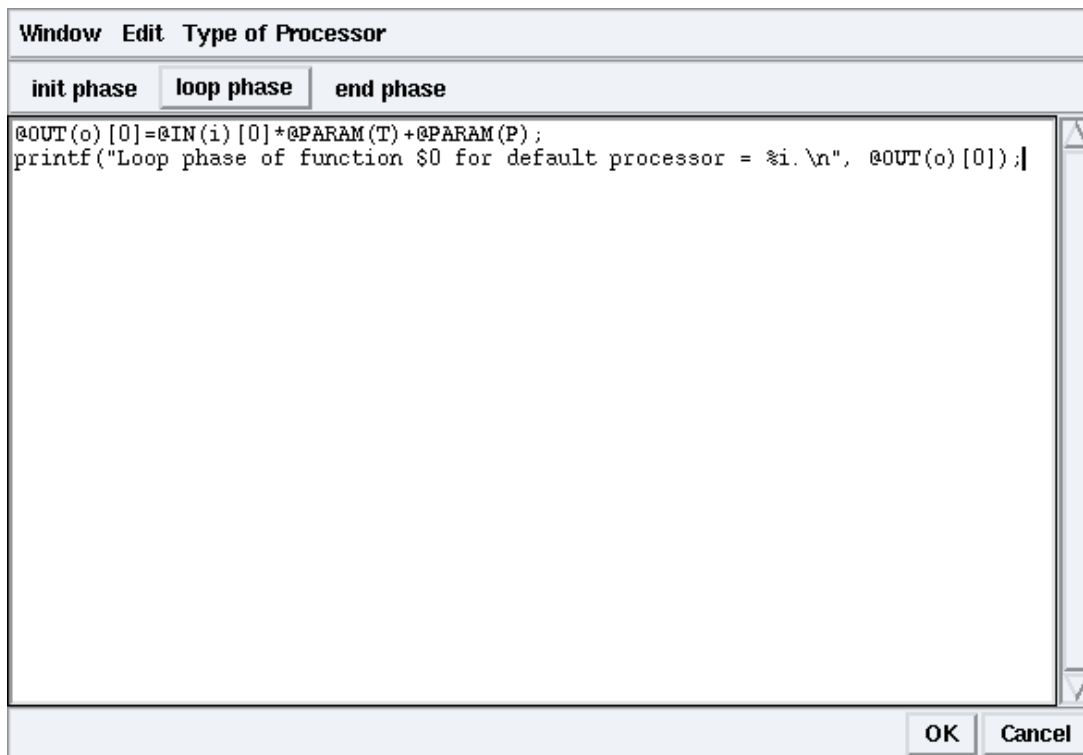 Window Edit Type of Processor
init phase loop phase end phase
@OUT(o)[0]=@IN(i)[0]*@PARAM(T)+@PARAM(P);
printf("Loop phase of function $0 for default processor = %i.\n", @OUT(o)[0]);
OK Cancel